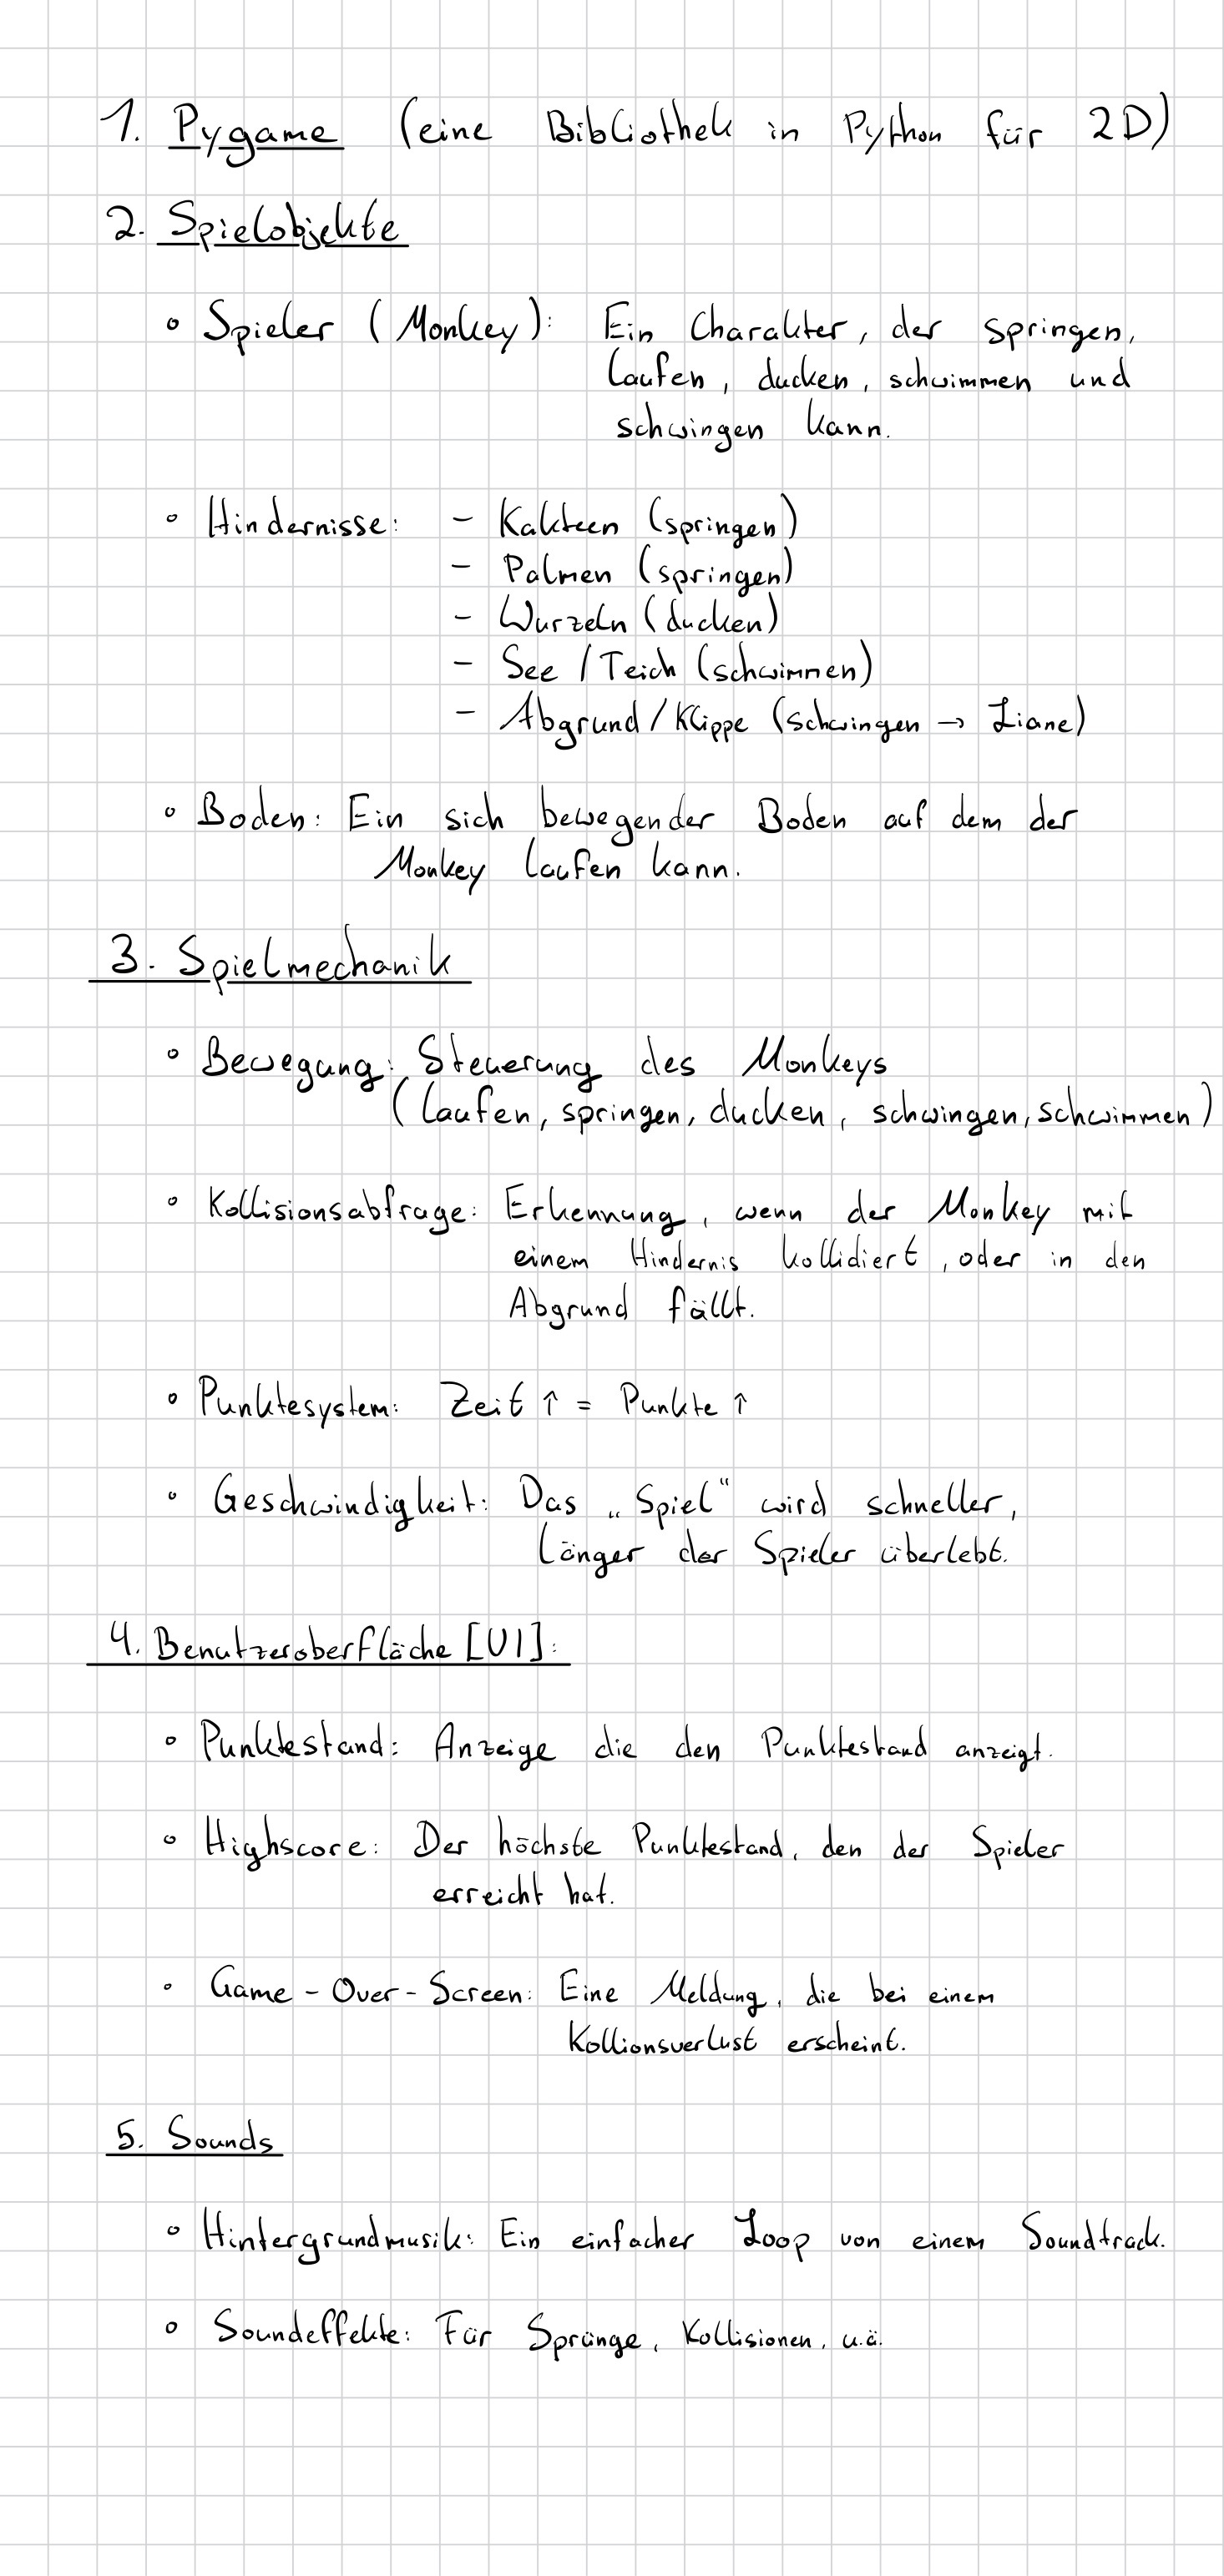 1. Pygame (eine Bibliothek in Python für 2D)
2. Spielobjekte
• Spieler (Monkey): Ein Charakter, der springen,
laufen, ducken, schwimmen und
schwingen kann.
• Hindernisse: - Kakteen (springen)
- Palmen (springen)
- Wurzeln (ducken)
- See / Teich (schwimmen)
- Abgrund / Klippe (schwingen → Liane)
• Boden: Ein sich bewegender Boden auf dem der
Monkey laufen kann.
3. Spielmechanik
• Bewegung: Steuerung des Monkeys
(laufen, springen, ducken, schwingen, schwimmen)
• Kollisionsabfrage: Erkennung, wenn der Monkey mit
einem Hindernis kollidiert, oder in den
Abgrund fällt.
• Punktesystem: Zeit ↑ = Punkte ↑
• Geschwindigkeit: Das „Spiel“ wird schneller,
länger der Spieler überlebt.
4. Benutzeroberfläche [UI]:
• Punktestand: Anzeige die den Punktestand anzeigt.
• Highscore: Der höchste Punktestand, den der Spieler
erreicht hat.
• Game-Over-Screen: Eine Meldung, die bei einem
Kollionsverlust erscheint.
5. Sounds
• Hintergrundmusik: Ein einfacher Loop von einem Soundtrack.
• Soundeffekte: Für Sprünge, Kollisionen, u.ä.